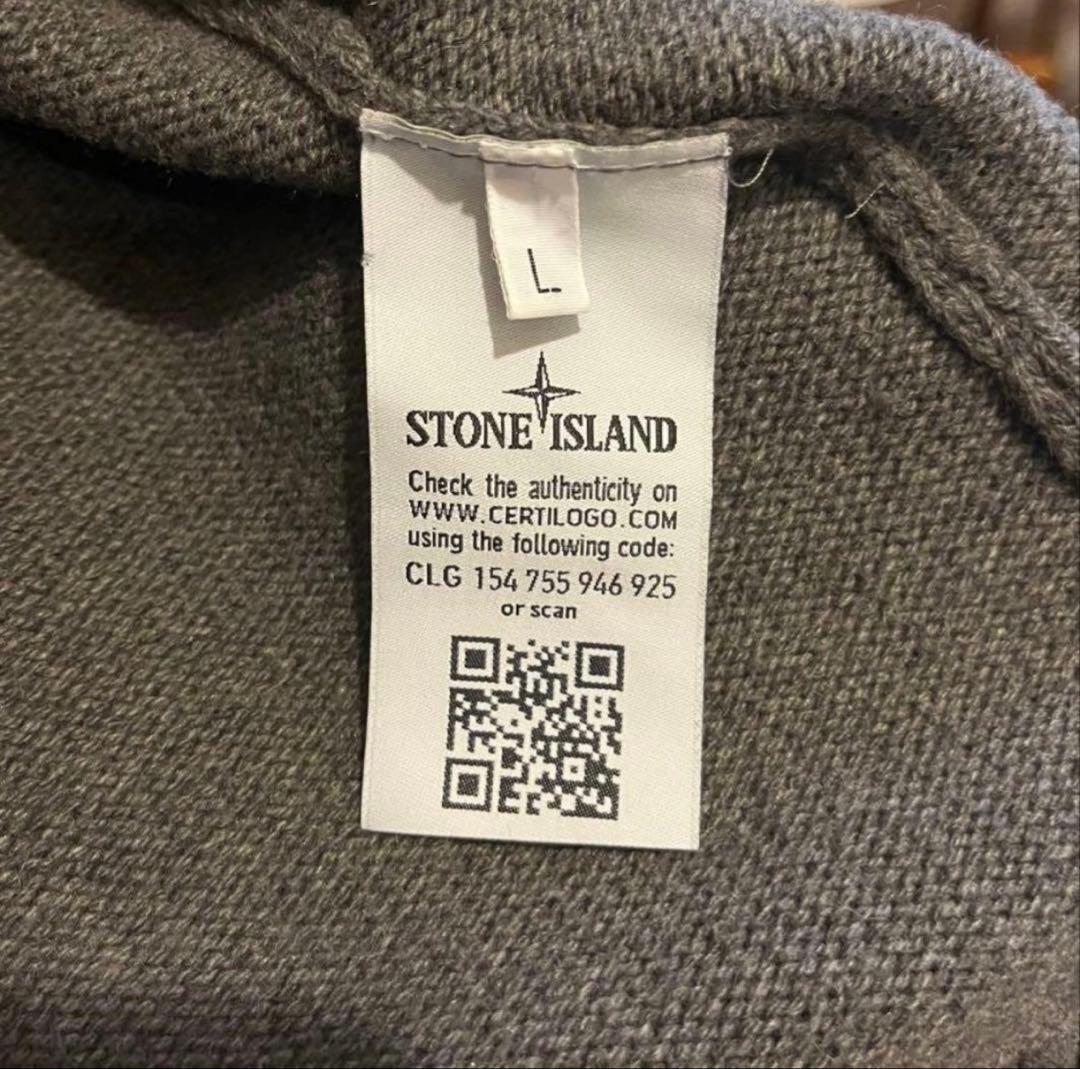 L.
STONE ISLAND
Check the authenticity on
WWW.CERTILOGO.COM
using the following code:
CLG 154 755 946 925
or scan